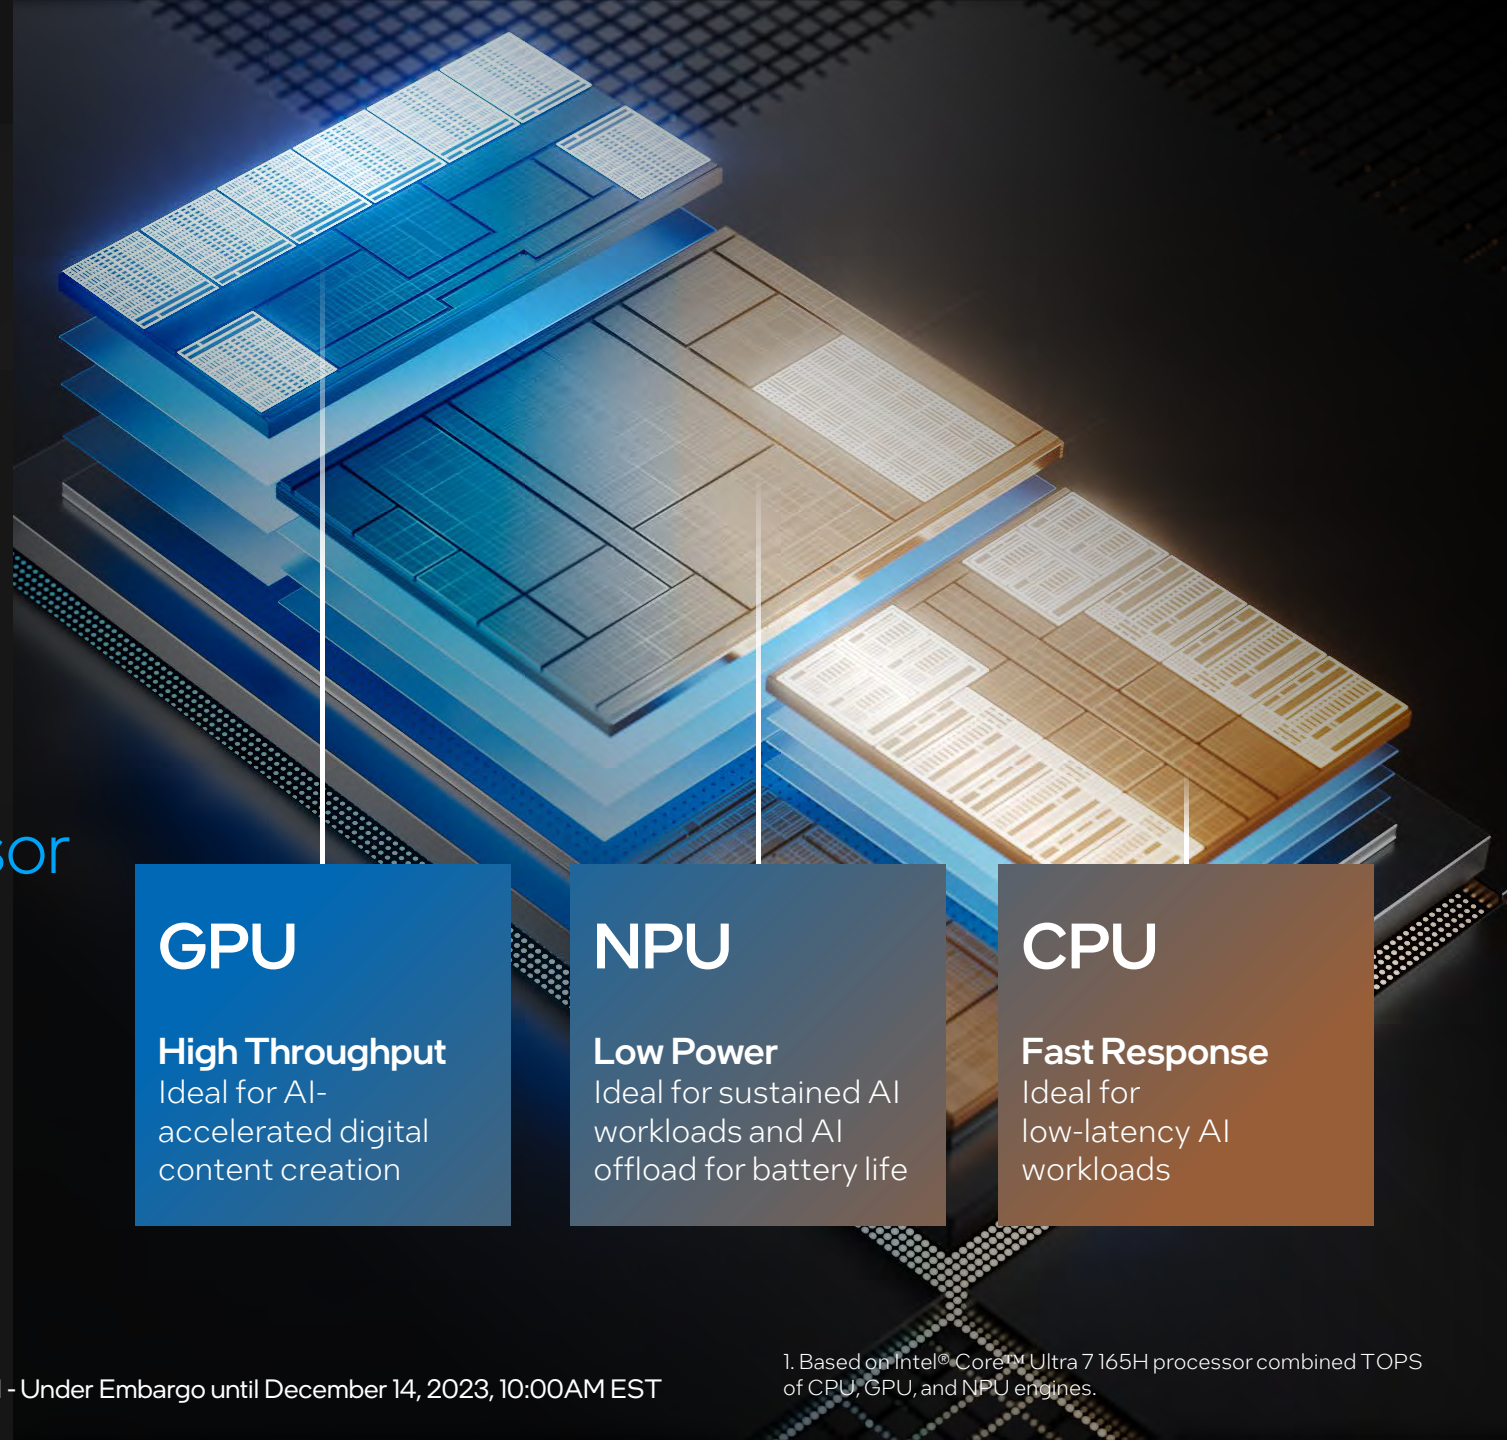 sor
GPU
High Throughput
Ideal for AI-
accelerated digital
content creation
NPU
Low Power
Ideal for sustained AI
workloads and AI
offload for battery life
CPU
Fast Response
Ideal for
low-latency AI
workloads
- Under Embargo until December 14, 2023, 10:00AM EST
1. Based on Intel® Core™ Ultra 7 165H processor combined TOPS
of CPU, GPU, and NPU engines.